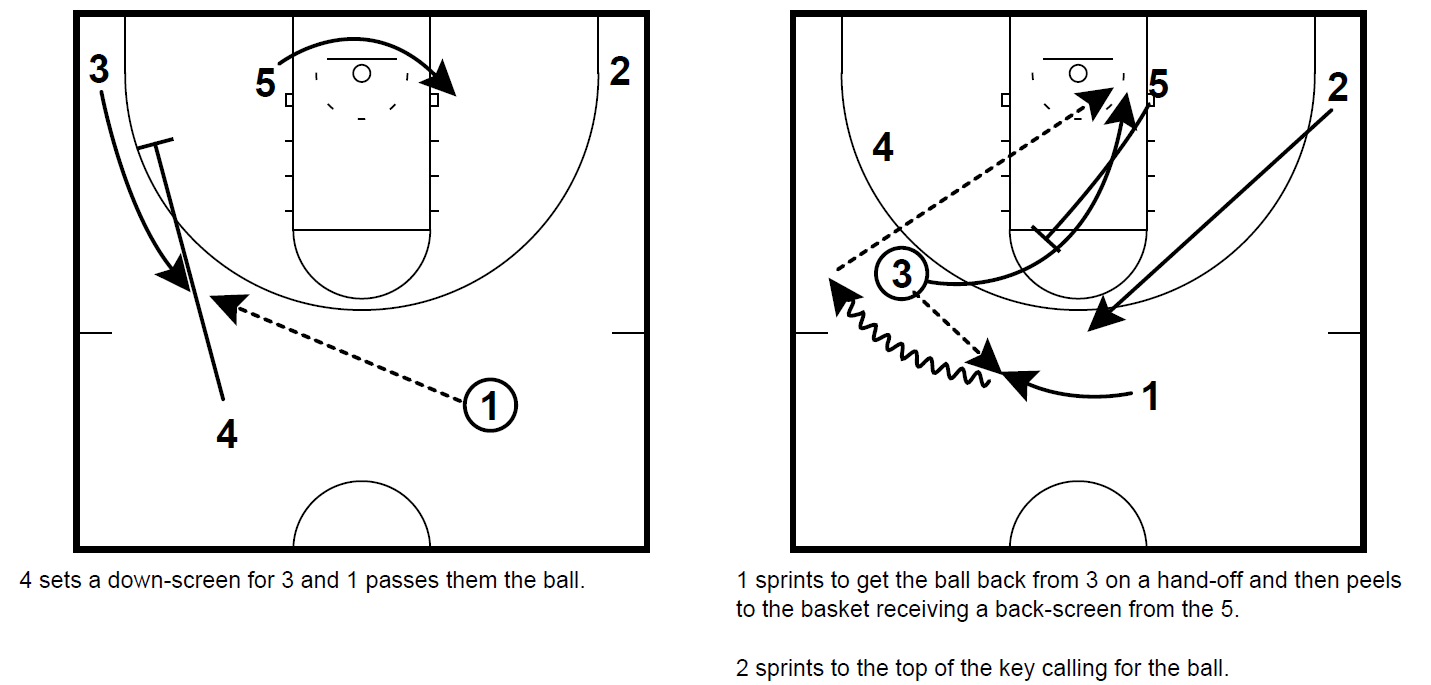 3
5
2
4
1
4 sets a down-screen for 3 and 1 passes them the ball.
5
2
4
3
1
1 sprints to get the ball back from 3 on a hand-off and then peels
to the basket receiving a back-screen from the 5.
2 sprints to the top of the key calling for the ball.